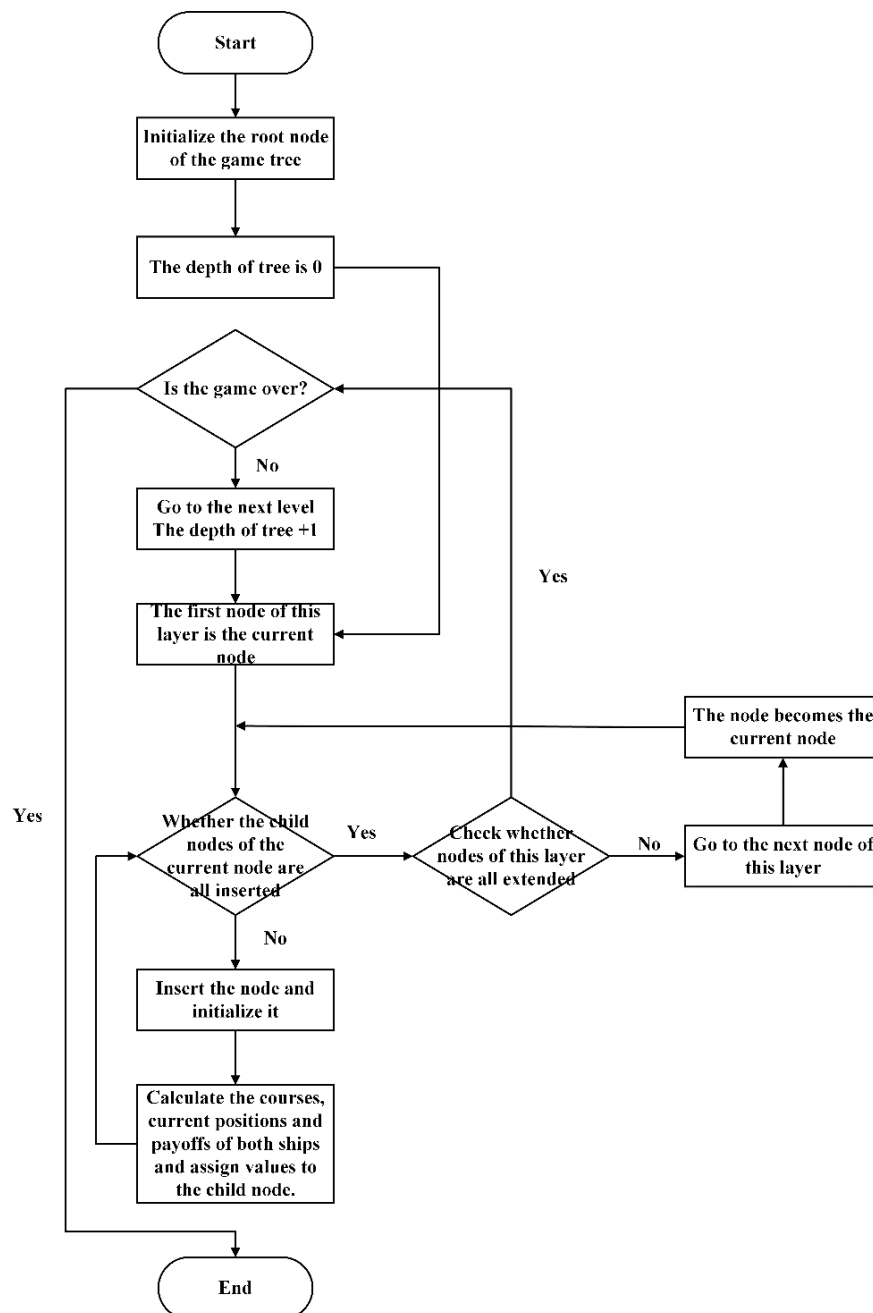 Start
Initialize the root node
of the game tree
The depth of tree is 0
Is the game over?
No
Go to the next level
The depth of tree +1
Yes
The first node of this
layer is the current
node
The node becomes the
current node
Yes
Whether the child
nodes of the
current node are
all inserted
Yes
Check whether
nodes of this layer
are all extended
No
Go to the next node of
this layer
No
Insert the node and
initialize it
Calculate the courses,
current positions and
payoffs of both ships
and assign values to
the child node.
End